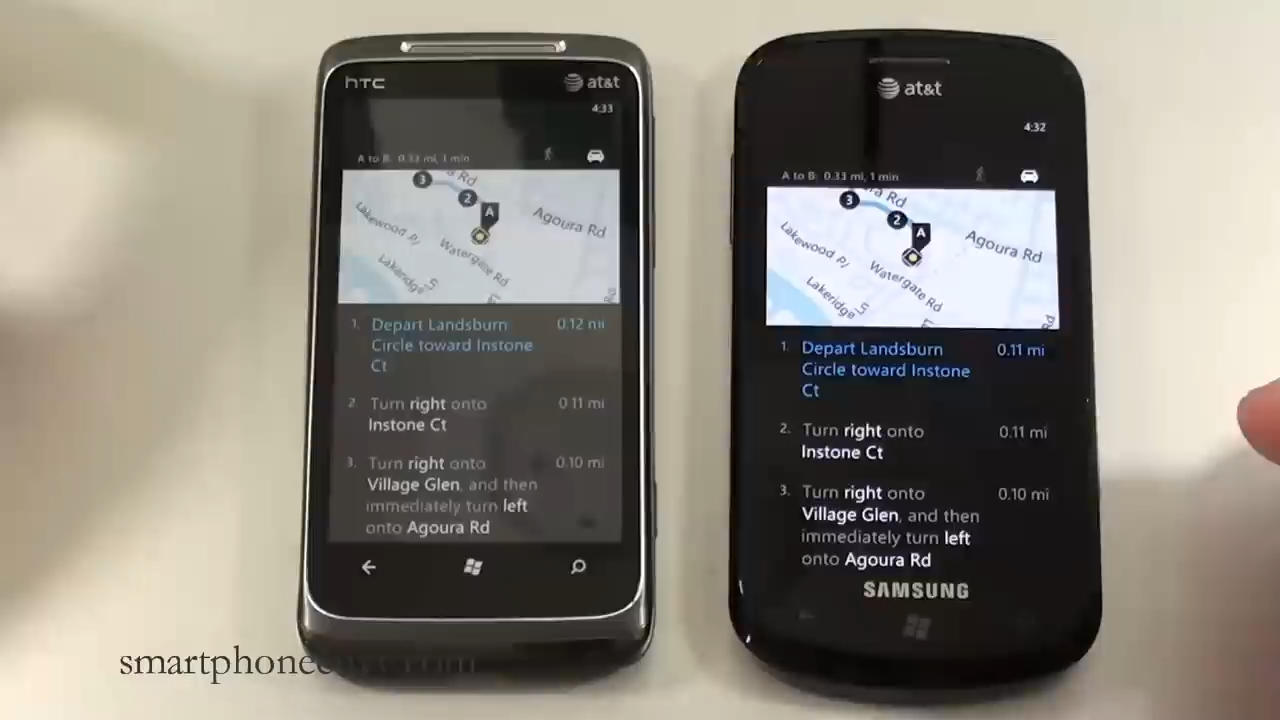 hTC
at&t
4:33
A to B: 0.33 mi, 1 min
3
a Rd
2
A
Agoura Rd
Lakewood Pl
Watergate Rd
Lakeridge
Rd
1. Depart Landsburn 0.12 mi
Circle toward Instone
Ct
2. Turn right onto 0.11 mi
Instone Ct
3. Turn right onto 0.10 mi
Village Glen, and then
immediately turn left
onto Agoura Rd
at&t
4:32
A to B: 0.33 mi, 1 min
3
ra Rd
2
A
Agoura Rd
Lakewood Pl
Watergate Rd
Lakeridge
Rd
1. Depart Landsburn 0.11 mi
Circle toward Instone
Ct
2. Turn right onto 0.11 mi
Instone Ct
3. Turn right onto 0.10 mi
Village Glen, and then
immediately turn left
onto Agoura Rd
SAMSUNG